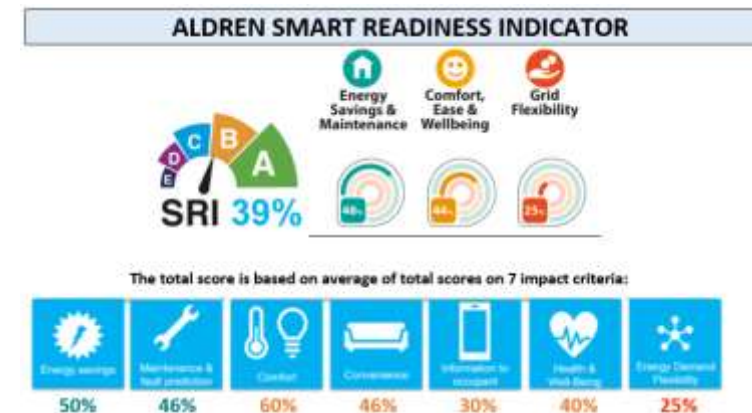 ALDREN SMART READINESS INDICATOR
Energy Savings & Maintenance
Comfort, Ease & Wellbeing
Grid Flexibility
E
D
C
B
A
SRI 39%
48%
44%
25%
The total score is based on average of total scores on 7 impact criteria:
Energy savings
Maintenance & fault prediction
Comfort
Convenience
Information to occupant
Health & Well-Being
Energy Demand Flexibility
50%
46%
60%
46%
30%
40%
25%